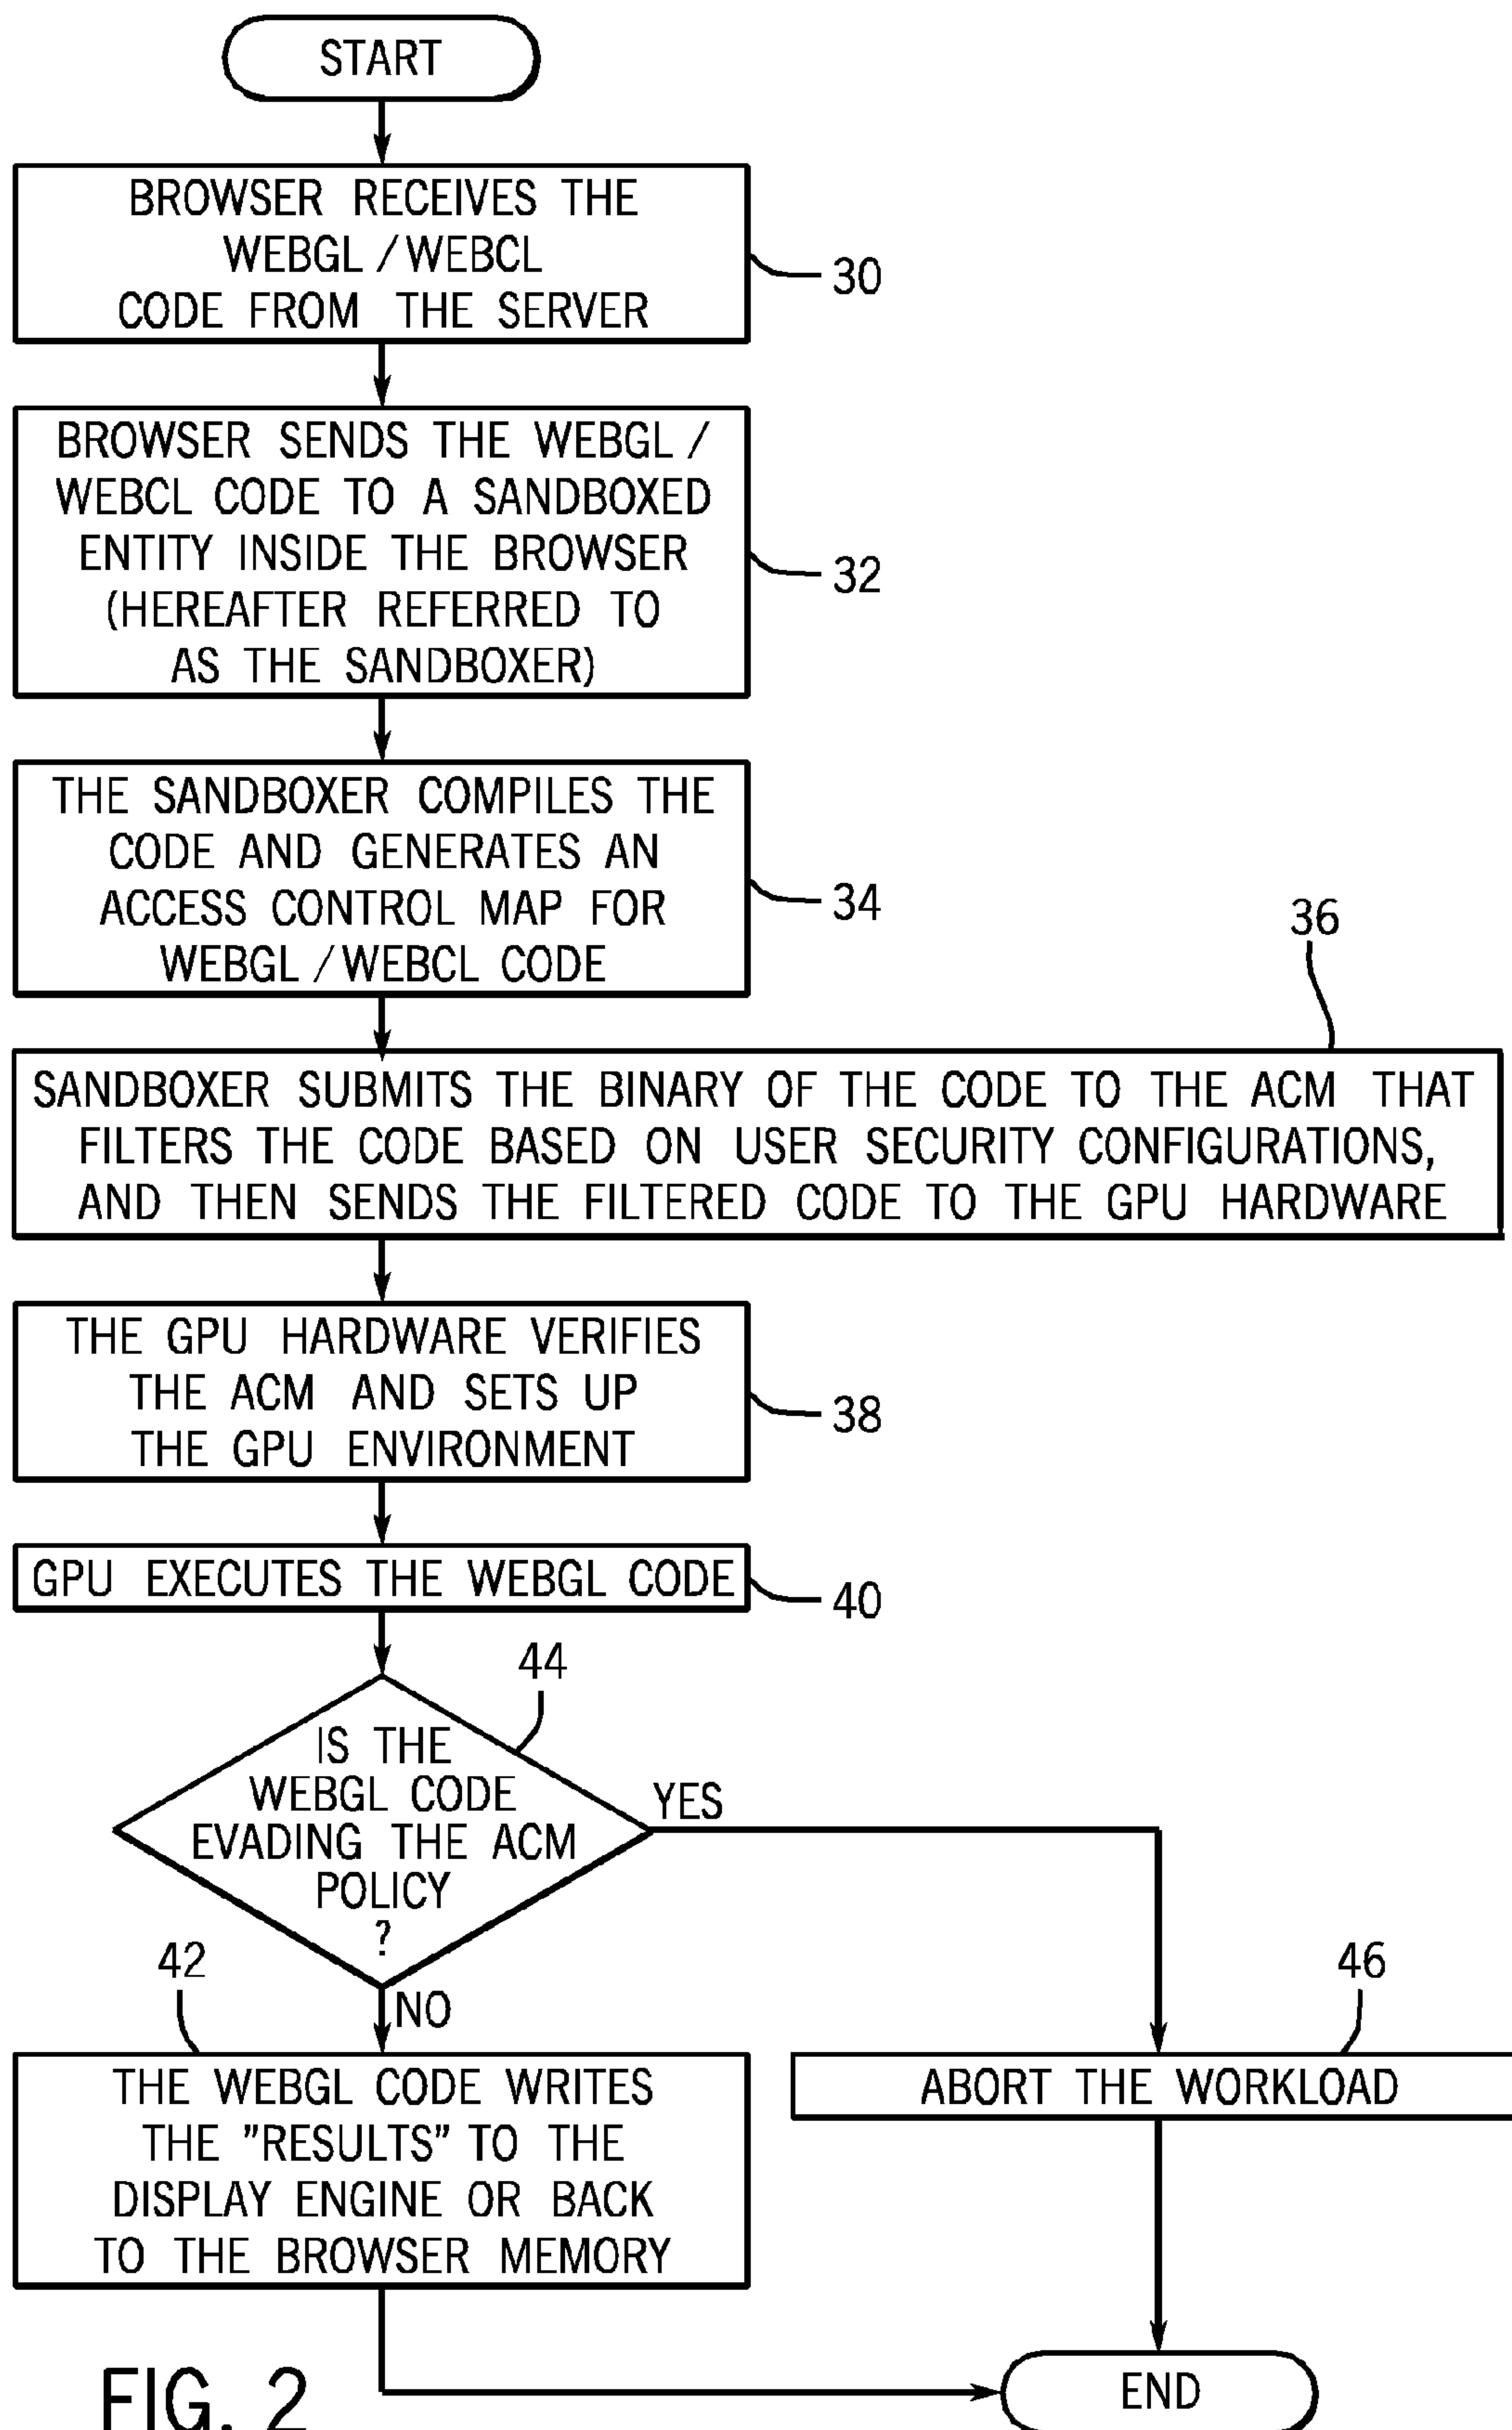 START
BROWSER RECEIVES THE
WEBGL / WEBCL
CODE FROM THE SERVER
30
BROWSER SENDS THE WEBGL /
WEBCL CODE TO A SANDBOXED
ENTITY INSIDE THE BROWSER
(HEREAFTER REFERRED TO
AS THE SANDBOXER)
32
THE SANDBOXER COMPILES THE
CODE AND GENERATES AN
ACCESS CONTROL MAP FOR
WEBGL / WEBCL CODE
34
36
SANDBOXER SUBMITS THE BINARY OF THE CODE TO THE ACM THAT
FILTERS THE CODE BASED ON USER SECURITY CONFIGURATIONS,
AND THEN SENDS THE FILTERED CODE TO THE GPU HARDWARE
THE GPU HARDWARE VERIFIES
THE ACM AND SETS UP
THE GPU ENVIRONMENT
38
GPU EXECUTES THE WEBGL CODE
40
44
IS THE
WEBGL CODE
EVADING THE ACM
POLICY
?
YES
NO
42
THE WEBGL CODE WRITES
THE "RESULTS" TO THE
DISPLAY ENGINE OR BACK
TO THE BROWSER MEMORY
46
ABORT THE WORKLOAD
END
FIG. 2